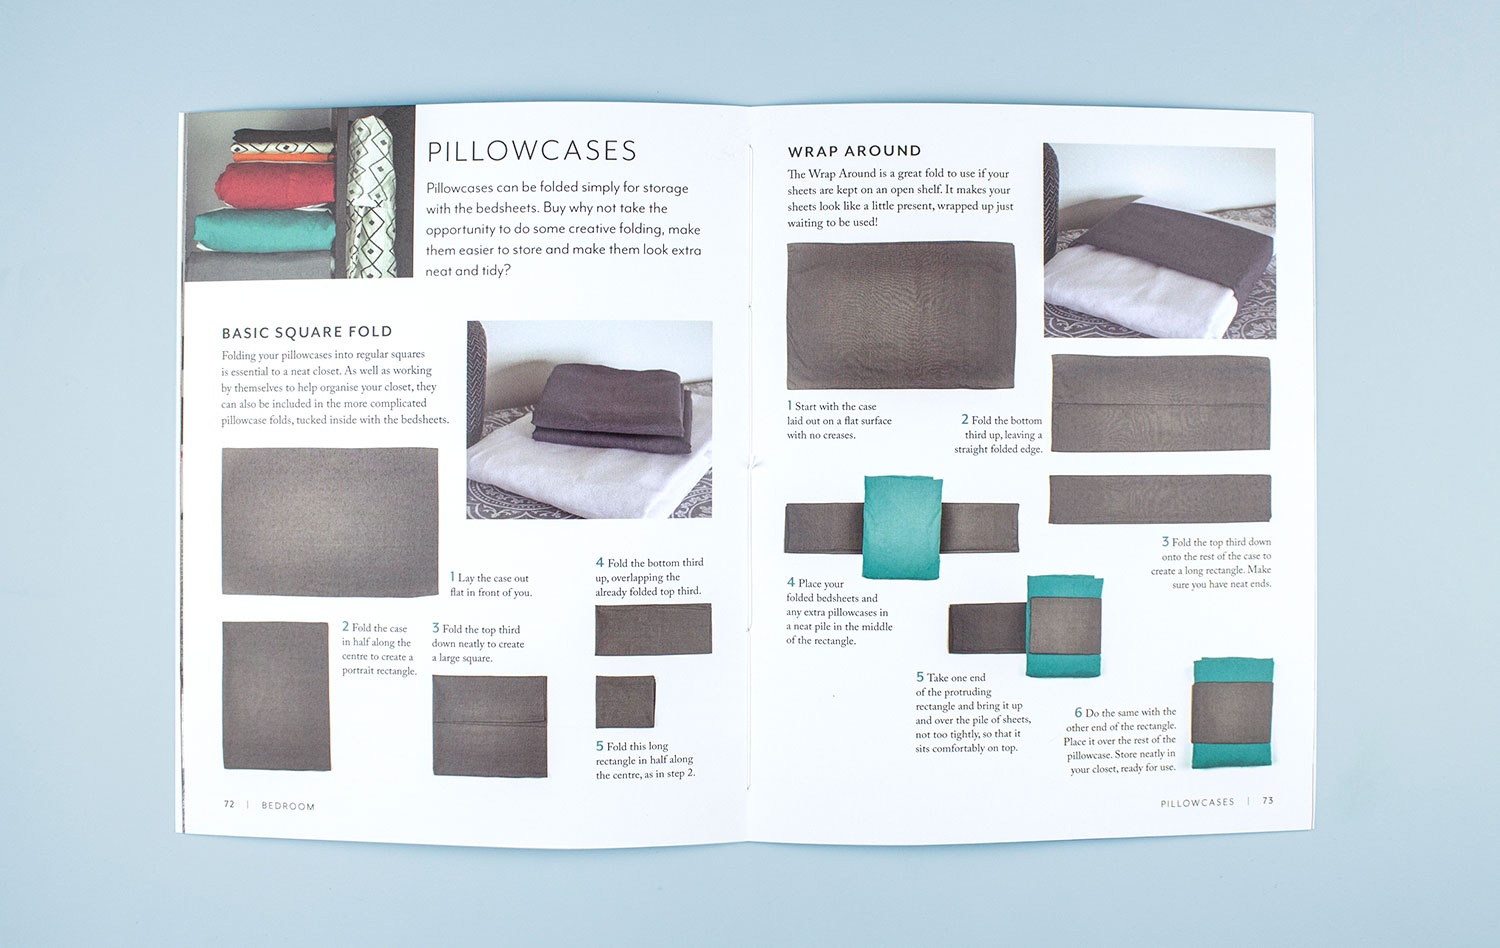 PILLOWCASES
Pillowcases can be folded simply for storage
with the bedsheets. Buy why not take the
opportunity to do some creative folding, make
them easier to store and make them look extra
neat and tidy?
BASIC SQUARE FOLD
Folding your pillowcases into regular squares
is essential to a neat closet. As well as working
by themselves to help organise your closet, they
can also be included in the more complicated
pillowcase folds, tucked inside with the bedsheets.
1 Lay the case out
flat in front of you.
2 Fold the case
in half along the
centre to create a
portrait rectangle.
3 Fold the top third
down neatly to create
a large square.
4 Fold the bottom third
up, overlapping the
already folded top third.
5 Fold this long
rectangle in half along
the centre, as in step 2.
72 | BEDROOM
WRAP AROUND
The Wrap Around is a great fold to use if your
sheets are kept on an open shelf. It makes your
sheets look like a little present, wrapped up just
waiting to be used!
1 Start with the case
laid out on a flat surface
with no creases.
2 Fold the bottom
third up, leaving a
straight folded edge.
3 Fold the top third down
onto the rest of the case to
create a long rectangle. Make
sure you have neat ends.
4 Place your
folded bedsheets and
any extra pillowcases in
a neat pile in the middle
of the rectangle.
5 Take one end
of the protruding
rectangle and bring it up
and over the pile of sheets,
not too tightly, so that it
sits comfortably on top.
6 Do the same with the
other end of the rectangle.
Place it over the rest of the
pillowcase. Store neatly in
your closet, ready for use.
PILLOWCASES | 73